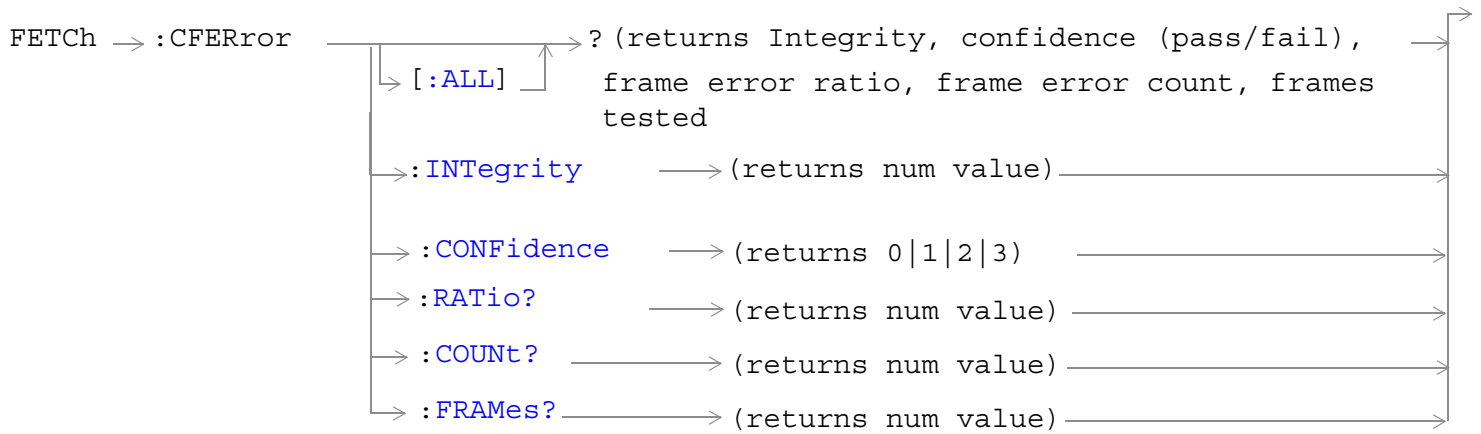 FETCh :CFERror ? (returns Integrity, confidence (pass/fail),
[:ALL] frame error ratio, frame error count, frames
tested
:INTegrity (returns num value)
:CONFidence (returns 0|1|2|3)
:RATio? (returns num value)
:COUNt? (returns num value)
:FRAMes? (returns num value)